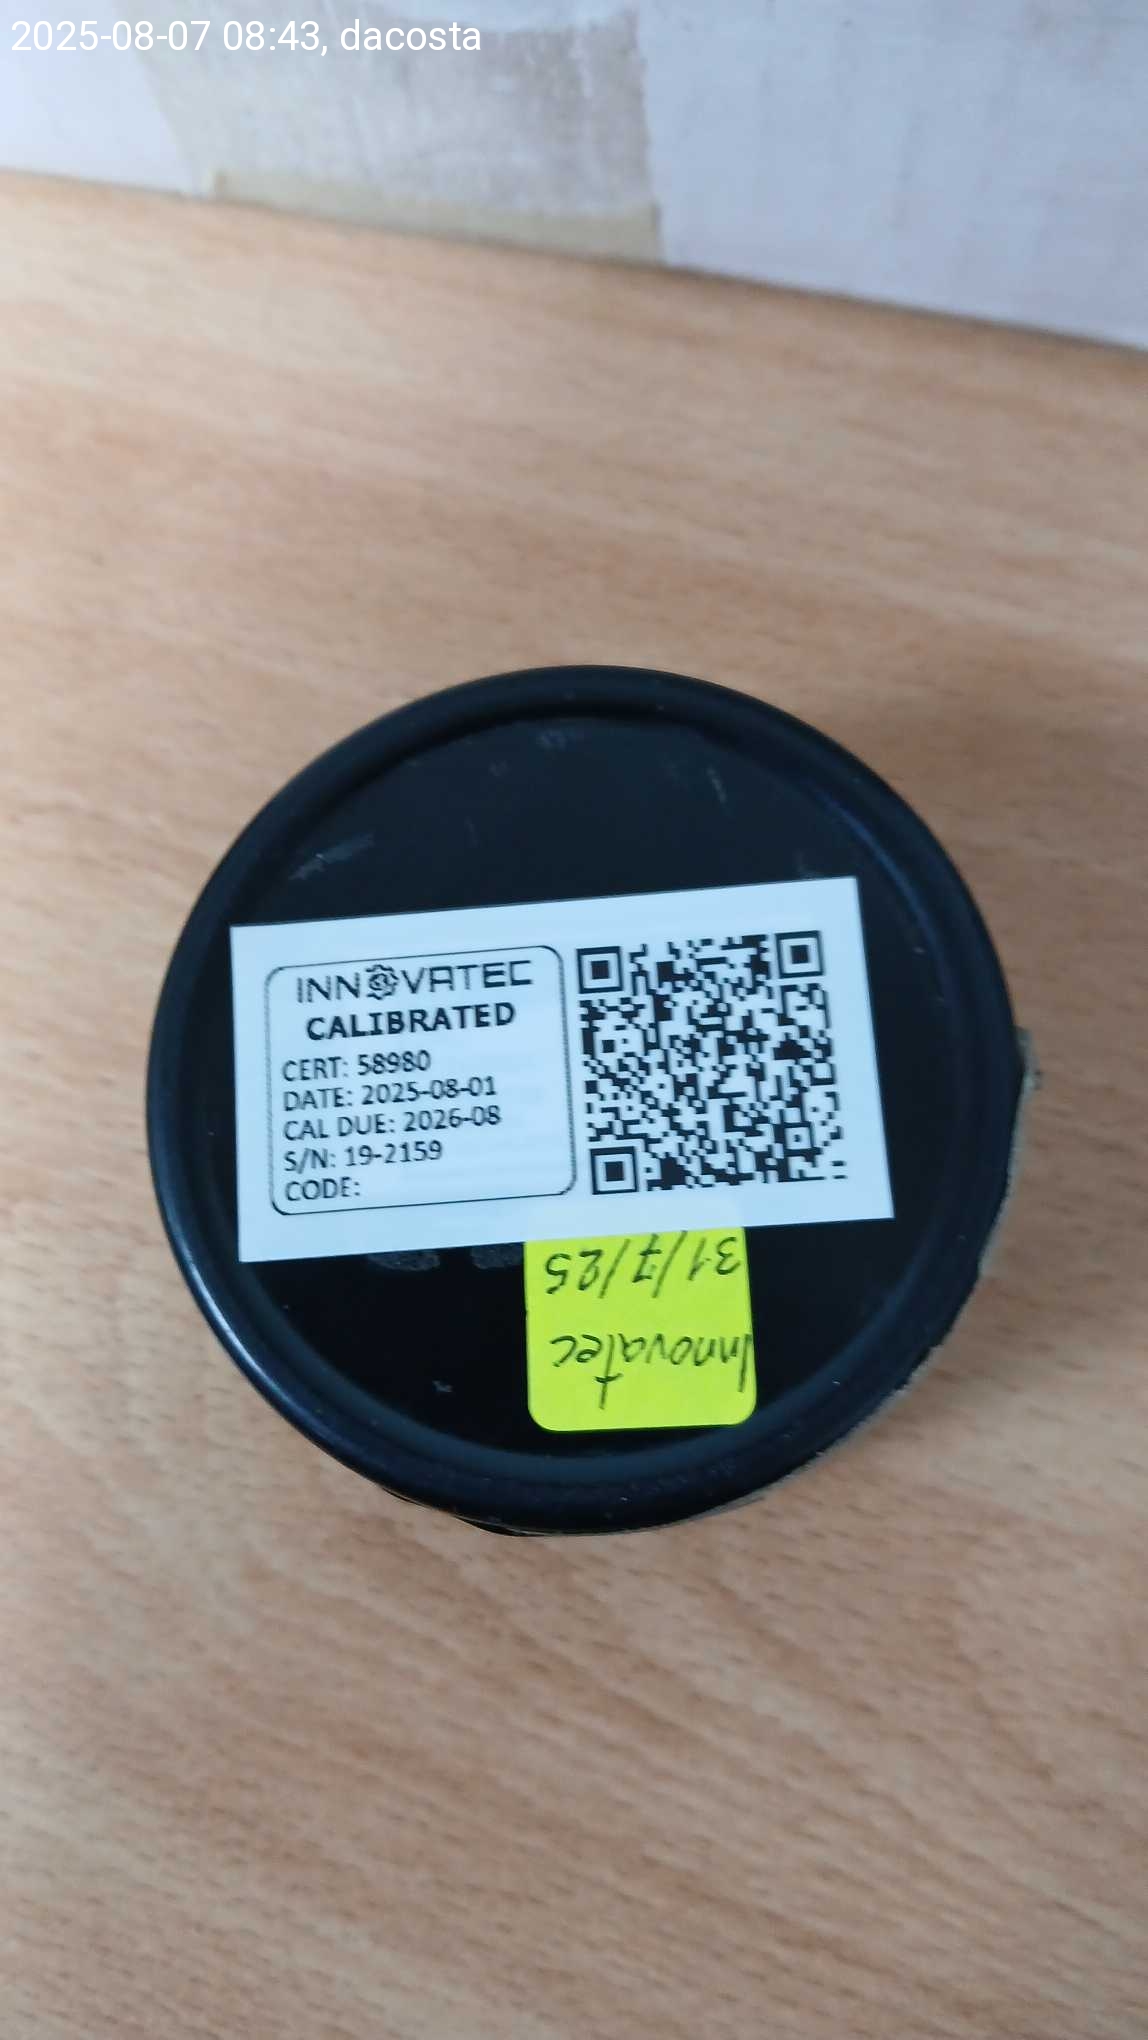 2025-08-07 08:43, dacosta
INNOVATEC
CALIBRATED
CERT: 58980
DATE: 2025-08-01
CAL DUE: 2026-08
S/N: 19-2159
CODE:
Innovatec
31/7/25